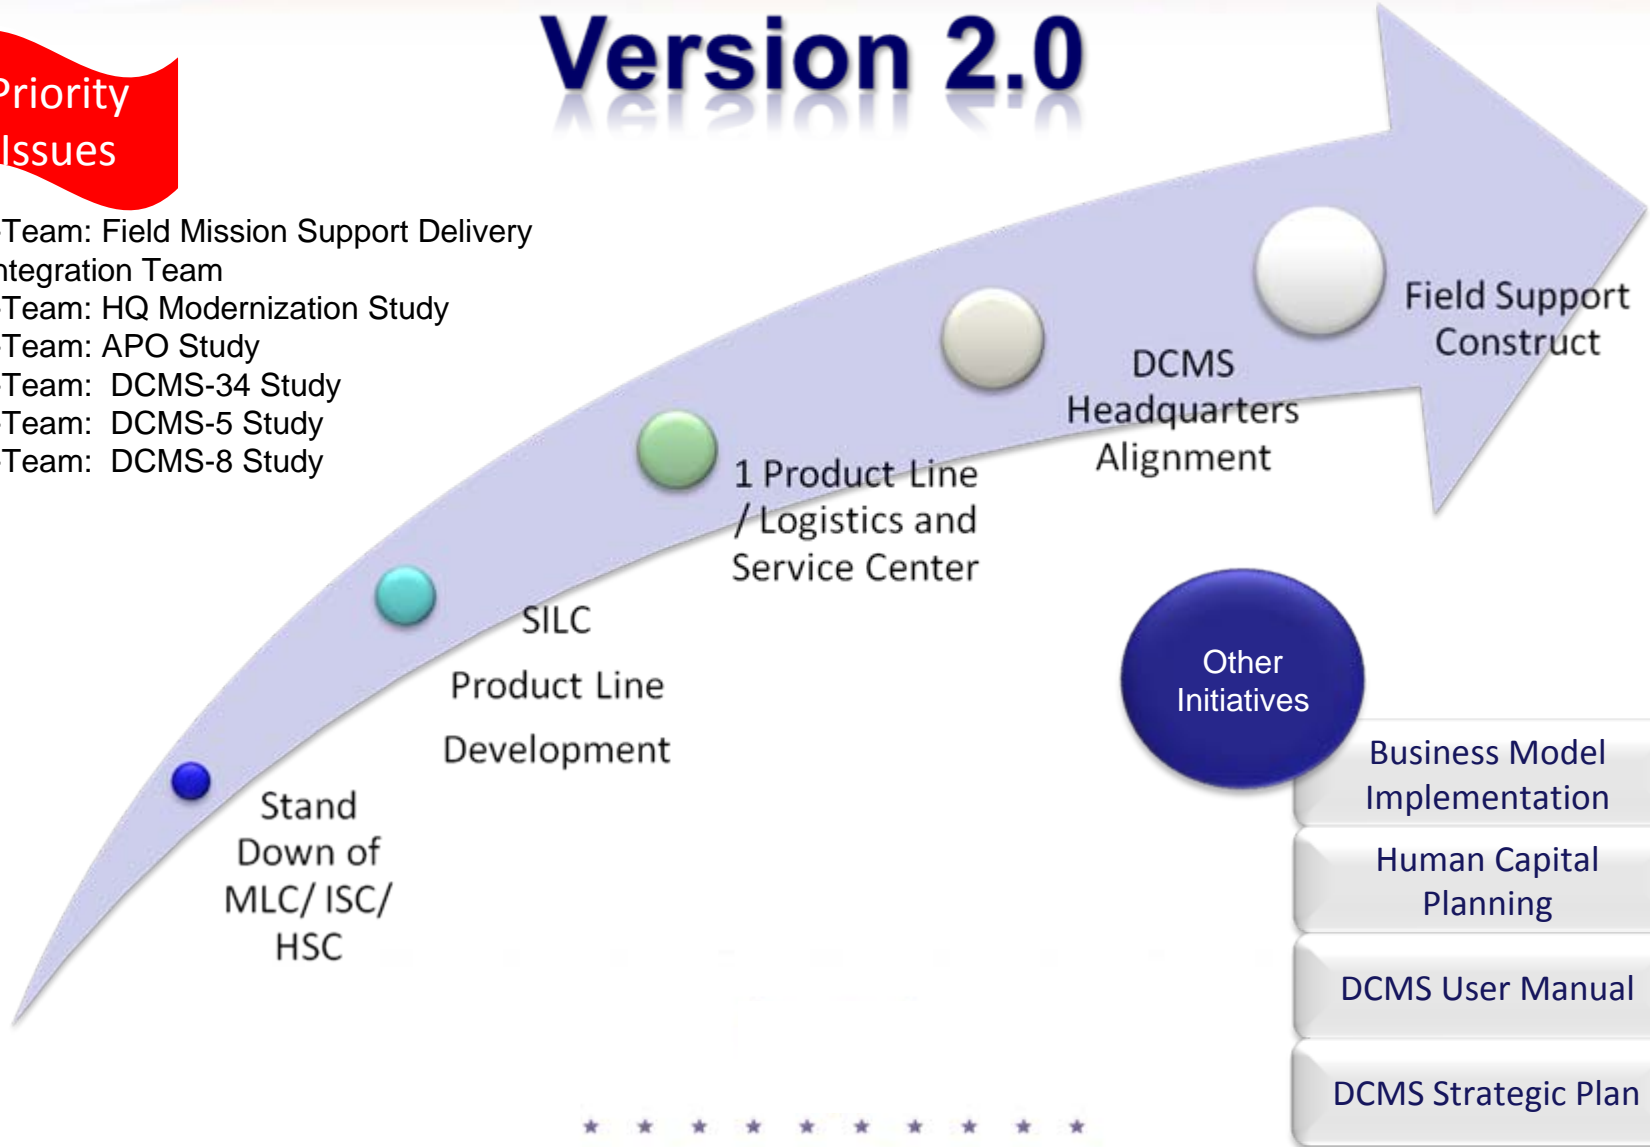 Version 2.0
Priority
Issues
-Team: Field Mission Support Delivery
ntegration Team
-Team: HQ Modernization Study
-Team: APO Study
-Team: DCMS-34 Study
-Team: DCMS-5 Study
-Team: DCMS-8 Study
Field Support
Construct
DCMS
Headquarters
Alignment
1 Product Line
/ Logistics and
Service Center
SILC
Product Line
Development
Stand
Down of
MLC/ ISC/
HSC
Other
Initiatives
Business Model
Implementation
Human Capital
Planning
DCMS User Manual
DCMS Strategic Plan